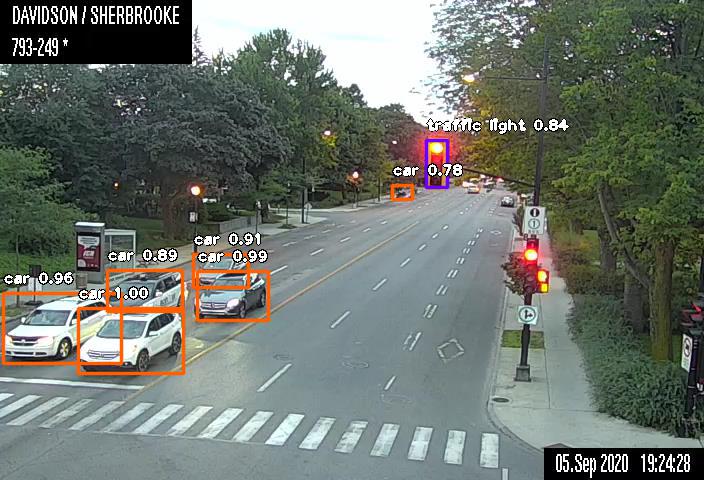 DAVIDSON / SHERBROOKE
793-249 *
traffic light 0.84
car 0.78
car 0.91
car 0.89
car 0.99
car 0.96
car 1.00
05.Sep 2020 19:24:28